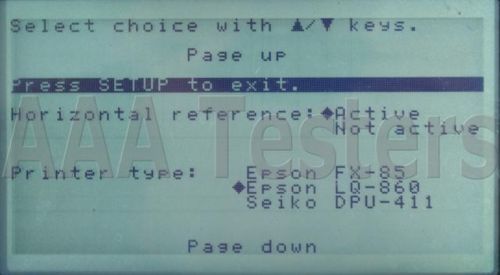 Select choice with ▲/▼ keys.
Page up
Press SETUP to exit.
Horizontal reference: ◆Active
Not active
AAA Testers
Printer type: Epson FX-85
◆Epson LQ-860
Seiko DPU-411
Page down